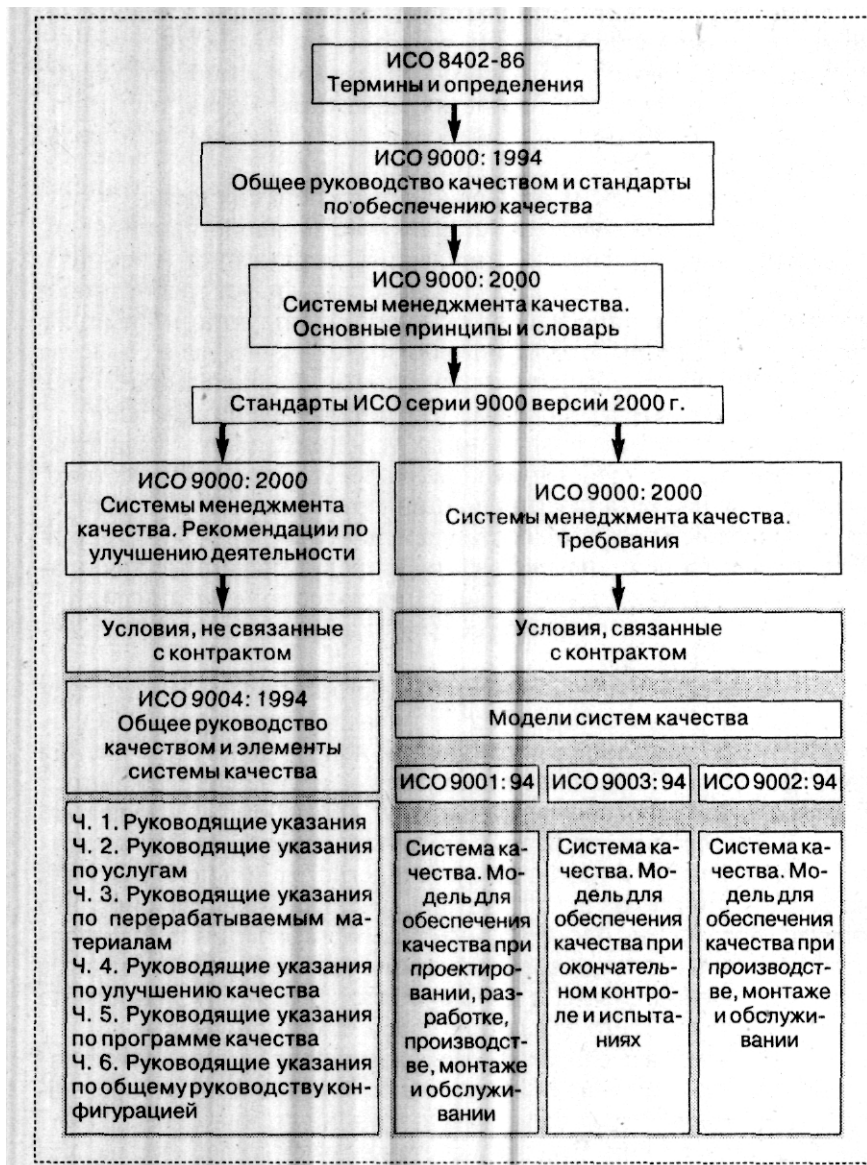 ИСО 8402-86
Термины и определения
ИСО 9000: 1994
Общее руководство качеством и стандарты
по обеспечению качества
ИСО 9000: 2000
Системы менеджмента качества.
Основные принципы и словарь
Стандарты ИСО серии 9000 версий 2000 г.
ИСО 9000: 2000
Системы менеджмента
качества. Рекомендации по
улучшению деятельности
ИСО 9000: 2000
Системы менеджмента качества.
Требования
Условия, не связанные
с контрактом
Условия, связанные
с контрактом
ИСО 9004: 1994
Общее руководство
качеством и элементы
системы качества
Модели систем качества
ИСО 9001: 94
ИСО 9003: 94
ИСО 9002: 94
Ч. 1. Руководящие указания
Ч. 2. Руководящие указания
по услугам
Ч. 3. Руководящие указания
по перерабатываемым ма-
териалам
Ч. 4. Руководящие указания
по улучшению качества
Ч. 5. Руководящие указания
по программе качества
Ч. 6. Руководящие указания
по общему руководству кон-
фигурацией
Система ка-
чества. Мо-
дель для
обеспечения
качества при
проектиро-
вании, раз-
работке,
производст-
ве, монтаже
и обслужи-
вании
Система ка-
чества. Мо-
дель для
обеспечения
качества при
окончатель-
ном контро-
ле и испыта-
ниях
Система ка-
чества. Мо-
дель для
обеспечения
качества при
производст-
ве, монтаже
и обслужи-
вании